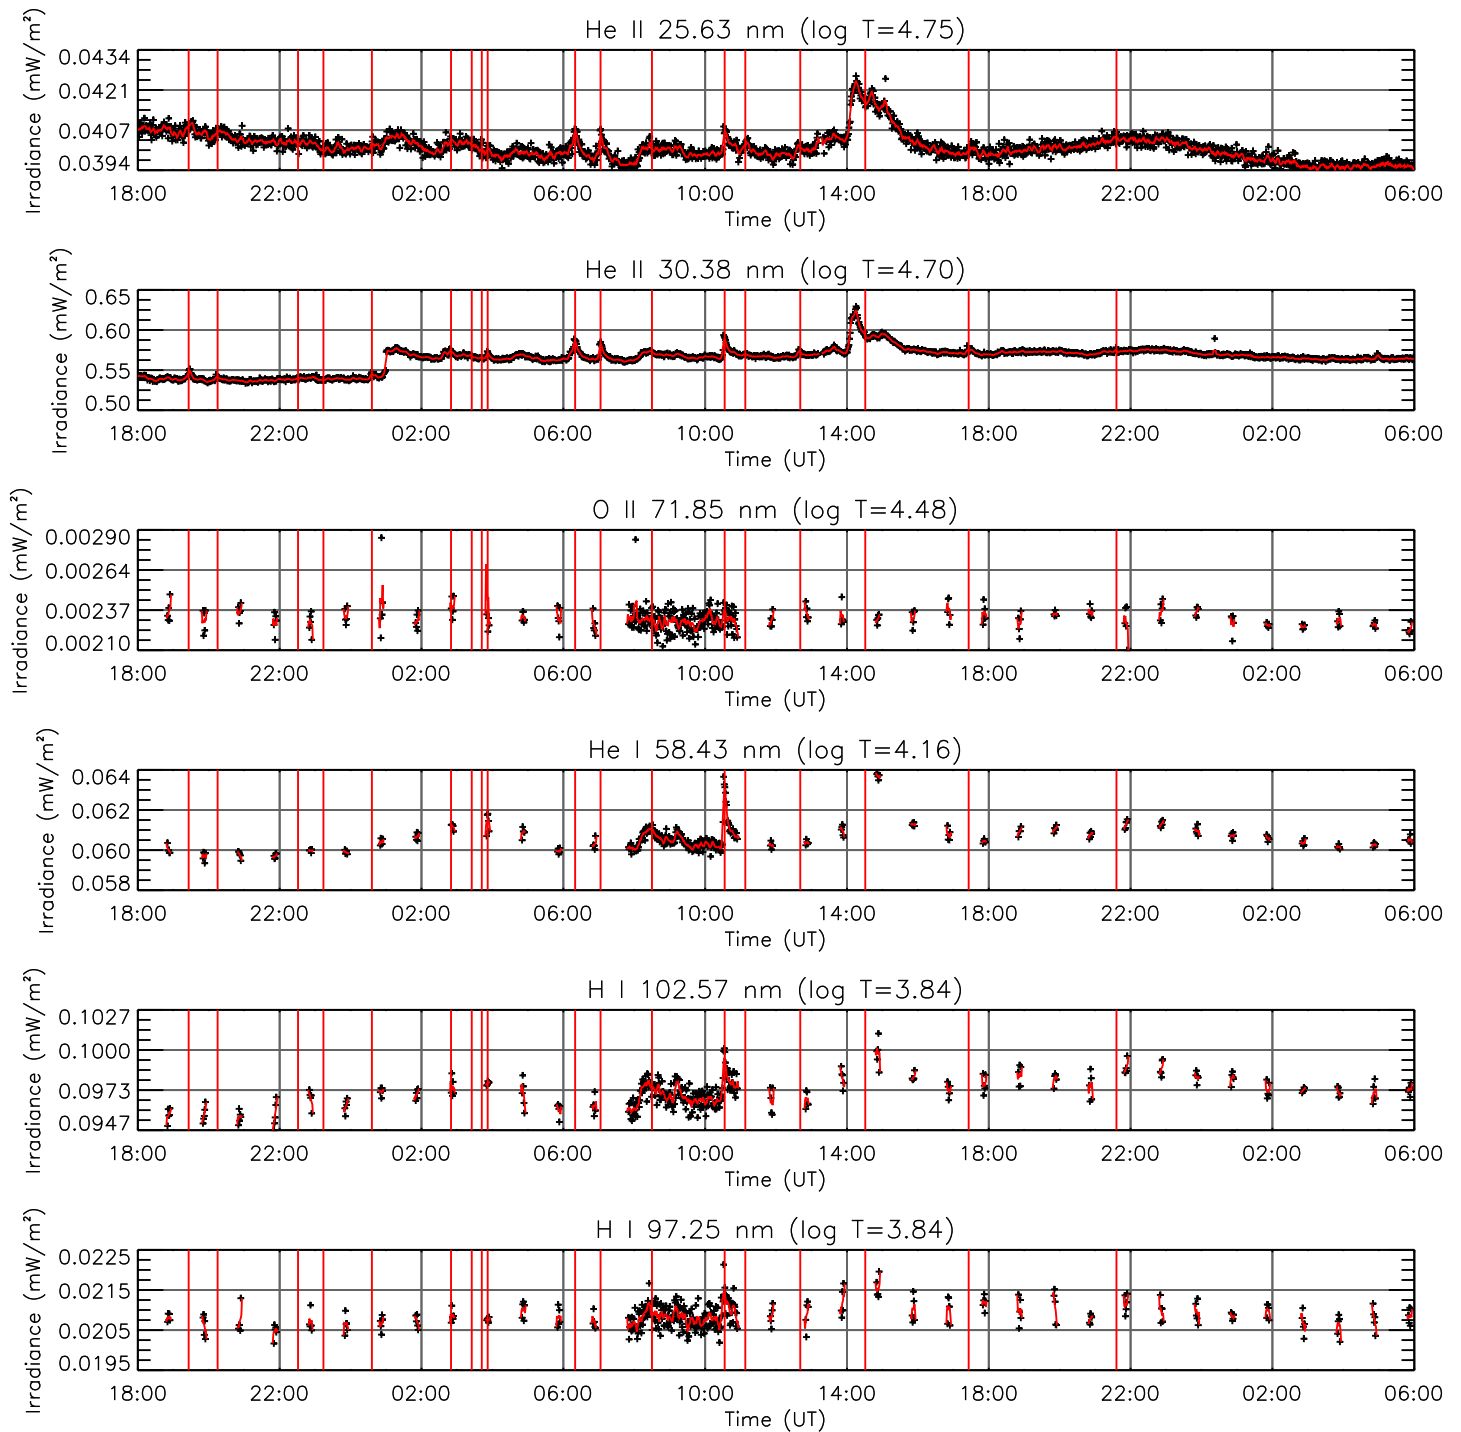 He II 25.63 nm (log T=4.75)
Irradiance (mW/m²)
0.0434
0.0421
0.0407
0.0394
18:00 22:00 02:00 06:00 10:00 14:00 18:00 22:00 02:00 06:00
Time (UT)
He II 30.38 nm (log T=4.70)
Irradiance (mW/m²)
0.65
0.60
0.55
0.50
18:00 22:00 02:00 06:00 10:00 14:00 18:00 22:00 02:00 06:00
Time (UT)
O II 71.85 nm (log T=4.48)
Irradiance (mW/m²)
0.00290
0.00264
0.00237
0.00210
18:00 22:00 02:00 06:00 10:00 14:00 18:00 22:00 02:00 06:00
Time (UT)
He I 58.43 nm (log T=4.16)
Irradiance (mW/m²)
0.064
0.062
0.060
0.058
18:00 22:00 02:00 06:00 10:00 14:00 18:00 22:00 02:00 06:00
Time (UT)
H I 102.57 nm (log T=3.84)
Irradiance (mW/m²)
0.1027
0.1000
0.0973
0.0947
18:00 22:00 02:00 06:00 10:00 14:00 18:00 22:00 02:00 06:00
Time (UT)
H I 97.25 nm (log T=3.84)
Irradiance (mW/m²)
0.0225
0.0215
0.0205
0.0195
18:00 22:00 02:00 06:00 10:00 14:00 18:00 22:00 02:00 06:00
Time (UT)